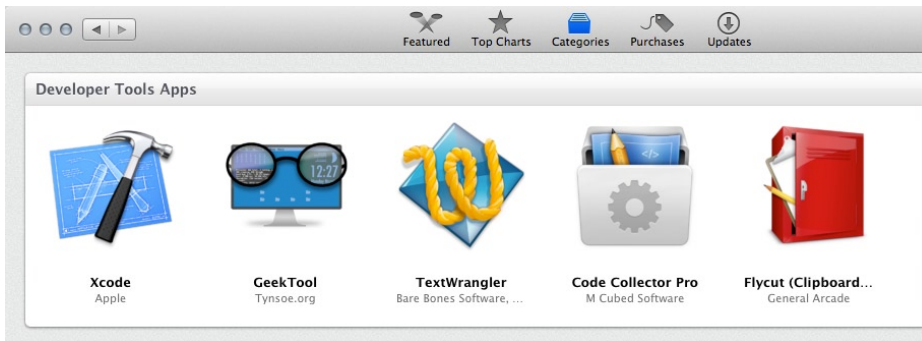 Featured Top Charts Categories Purchases Updates
Developer Tools Apps
12:27
</>
Xcode GeekTool TextWrangler Code Collector Pro Flycut (Clipboard...
Apple Tynsoe.org Bare Bones Software, ... M Cubed Software General Arcade